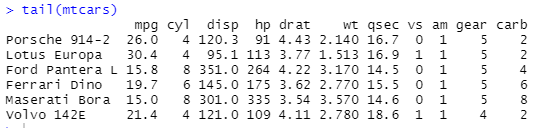 > tail(mtcars)
mpg cyl disp hp drat wt qsec vs am gear carb
Porsche 914-2 26.0 4 120.3 91 4.43 2.140 16.7 0 1 5 2
Lotus Europa 30.4 4 95.1 113 3.77 1.513 16.9 1 1 5 2
Ford Pantera L 15.8 8 351.0 264 4.22 3.170 14.5 0 1 5 4
Ferrari Dino 19.7 6 145.0 175 3.62 2.770 15.5 0 1 5 6
Maserati Bora 15.0 8 301.0 335 3.54 3.570 14.6 0 1 5 8
Volvo 142E 21.4 4 121.0 109 4.11 2.780 18.6 1 1 4 2